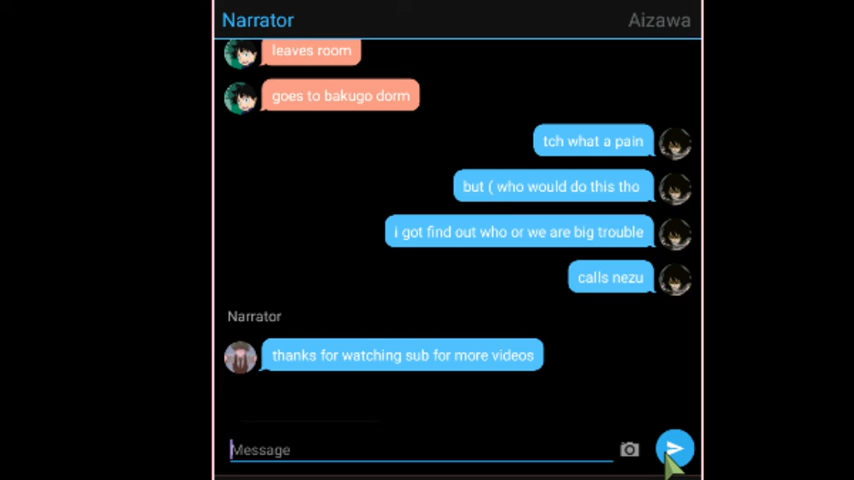 Narrator Aizawa
leaves room
goes to bakugo dorm
tch what a pain
but ( who would do this tho
i got find out who or we are big trouble
calls nezu
Narrator
thanks for watching sub for more videos
Message